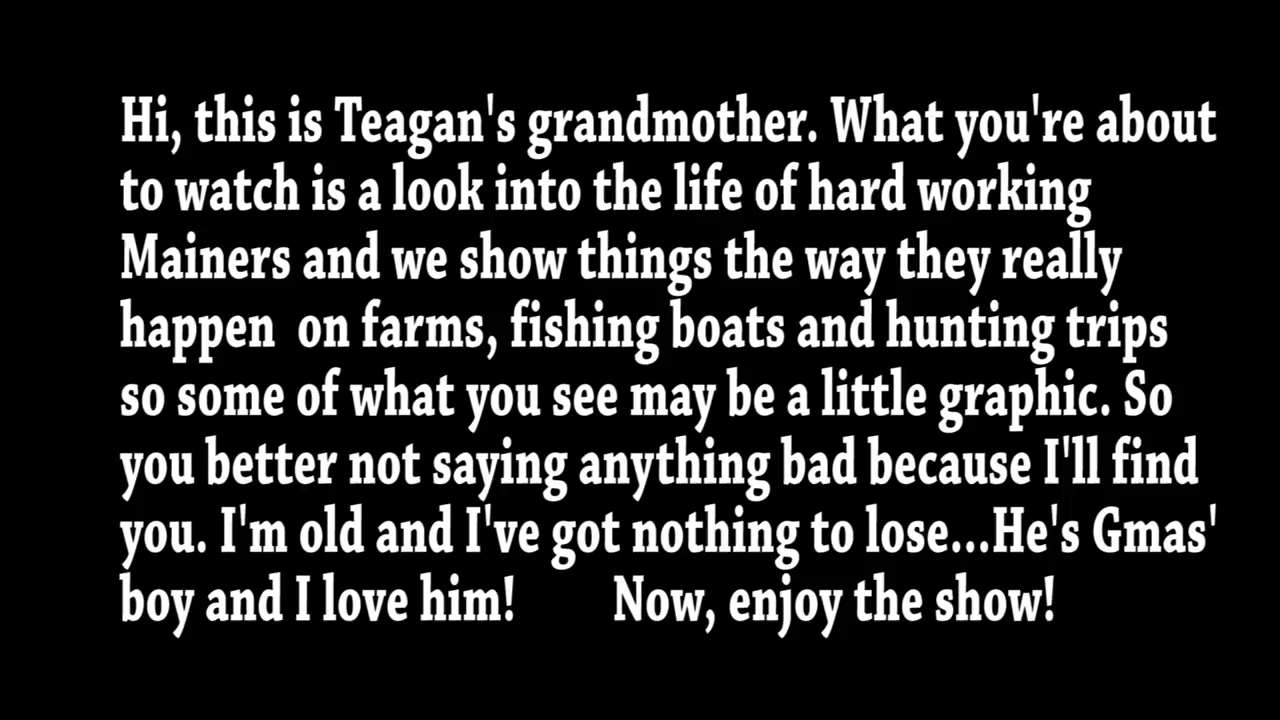 Hi, this is Teagan's grandmother. What you're about
to watch is a look into the life of hard working
Mainers and we show things the way they really
happen  on farms, fishing boats and hunting trips
so some of what you see may be a little graphic. So
you better not saying anything bad because I'll find
you. I'm old and I've got nothing to lose...He's Gmas'
boy and I love him!        Now, enjoy the show!